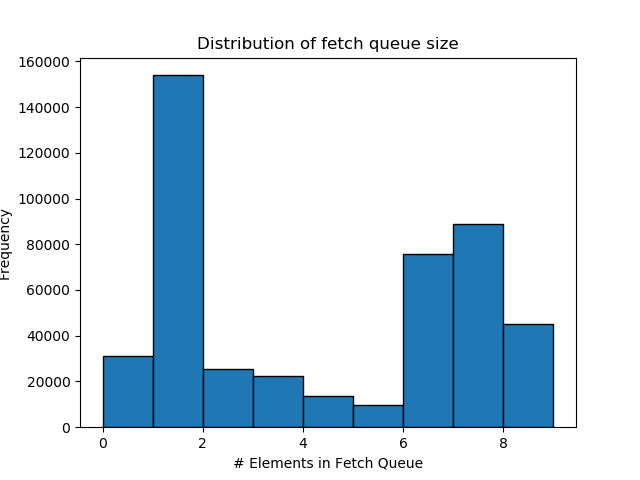 Distribution of fetch queue size
160000
140000
120000
100000
80000
60000
40000
20000
0
Frequency
0 2 4 6 8
# Elements in Fetch Queue